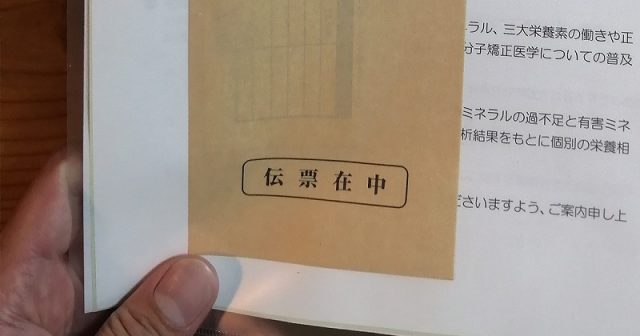 ラル、三大栄養素の働きや正
分子矯正医学についての普及
ミネラルの過不足と有害ミネ
析結果をもとに個別の栄養相
ださいますよう、ご案内申し上
伝票在中